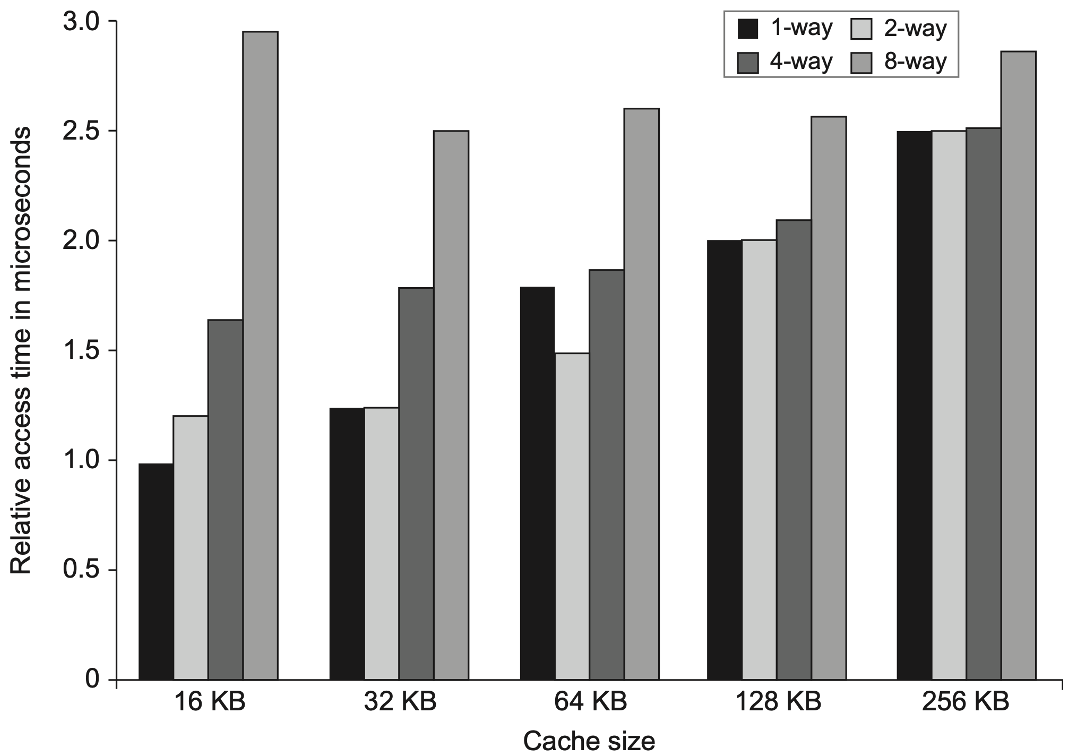 3.0
2.5
2.0
1.5
1.0
0.5
0
Relative access time in microseconds
1-way 2-way
4-way 8-way
16 KB 32 KB 64 KB 128 KB 256 KB
Cache size